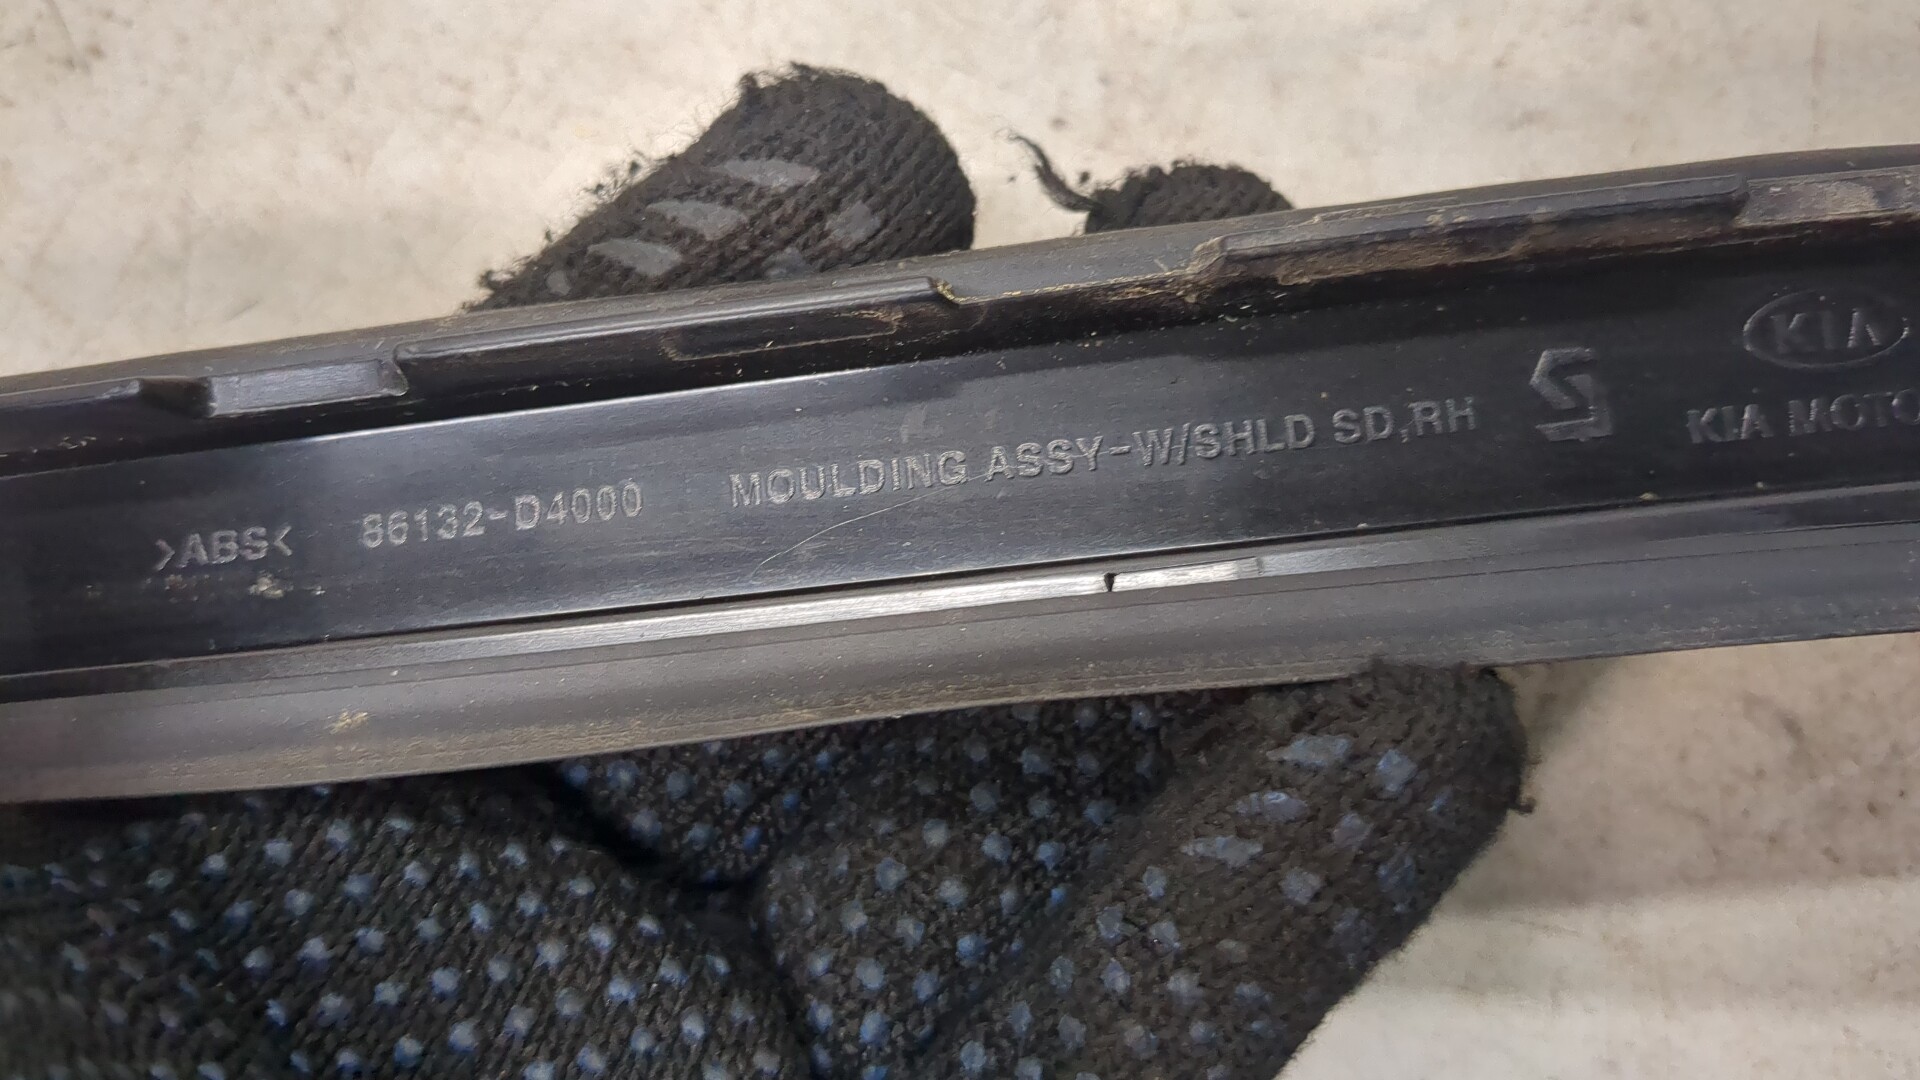 >ABS< 86132-D4000 MOULDING ASSY-W/SHLD SD,RH
KIA
KIA MOTO